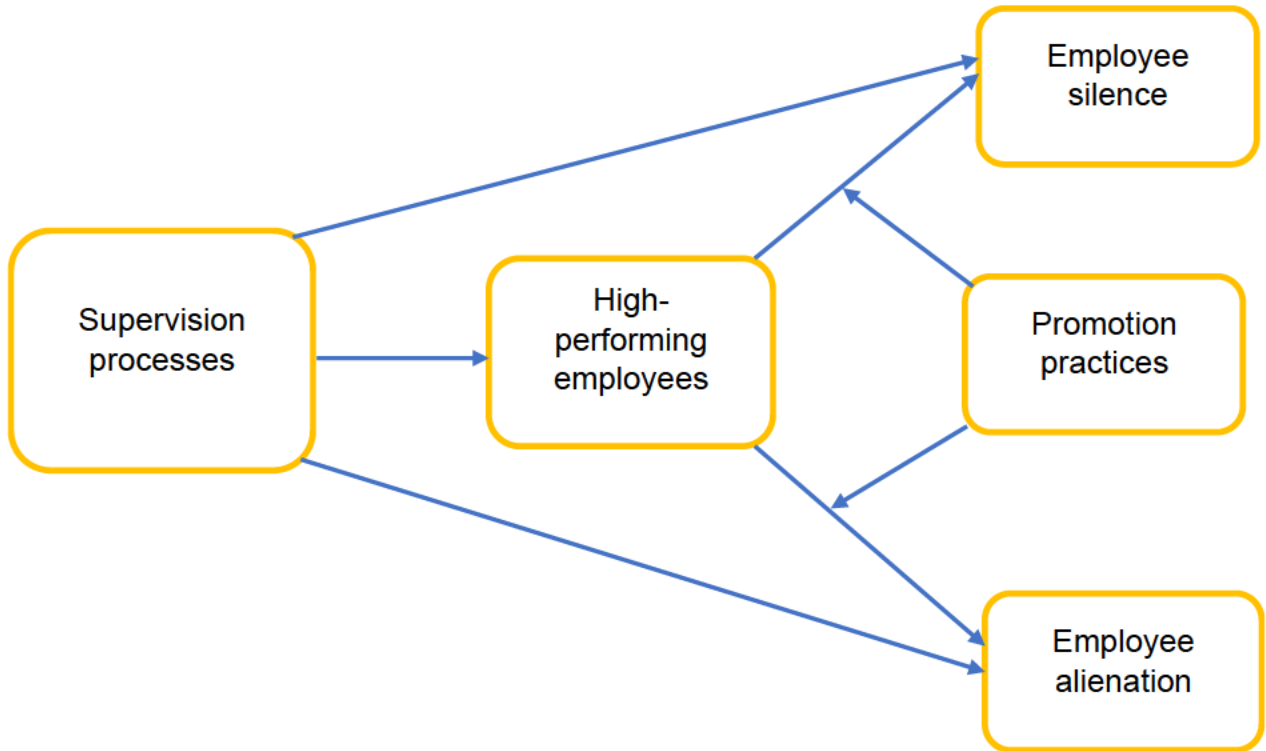 Employee
silence
Supervision
processes
High-
performing
employees
Promotion
practices
Employee
alienation